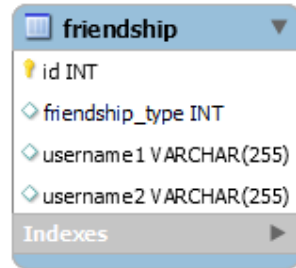 friendship
id INT
friendship_type INT
username1 VARCHAR(255)
username2 VARCHAR(255)
Indexes